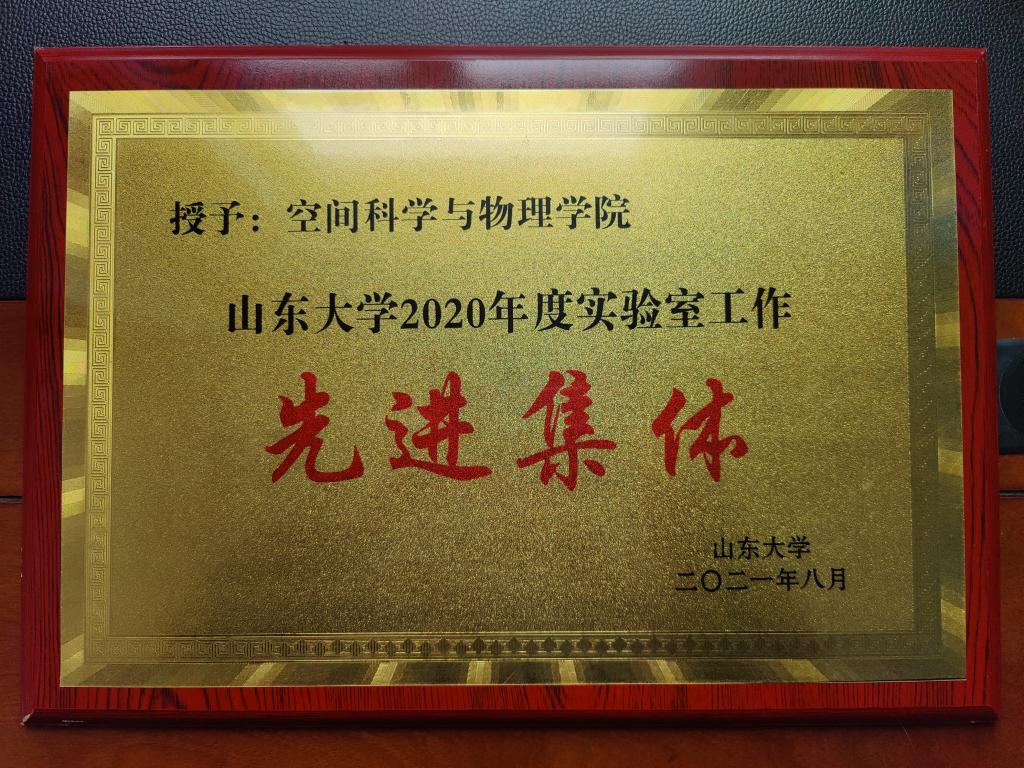 授予：空间科学与物理学院
山东大学2020年度实验室工作
先进集体
山东大学
二〇二一年八月